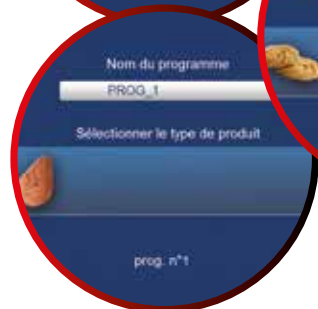 Nom du programme
PROG_1
Sélectionner le type de produit
prog. n°1